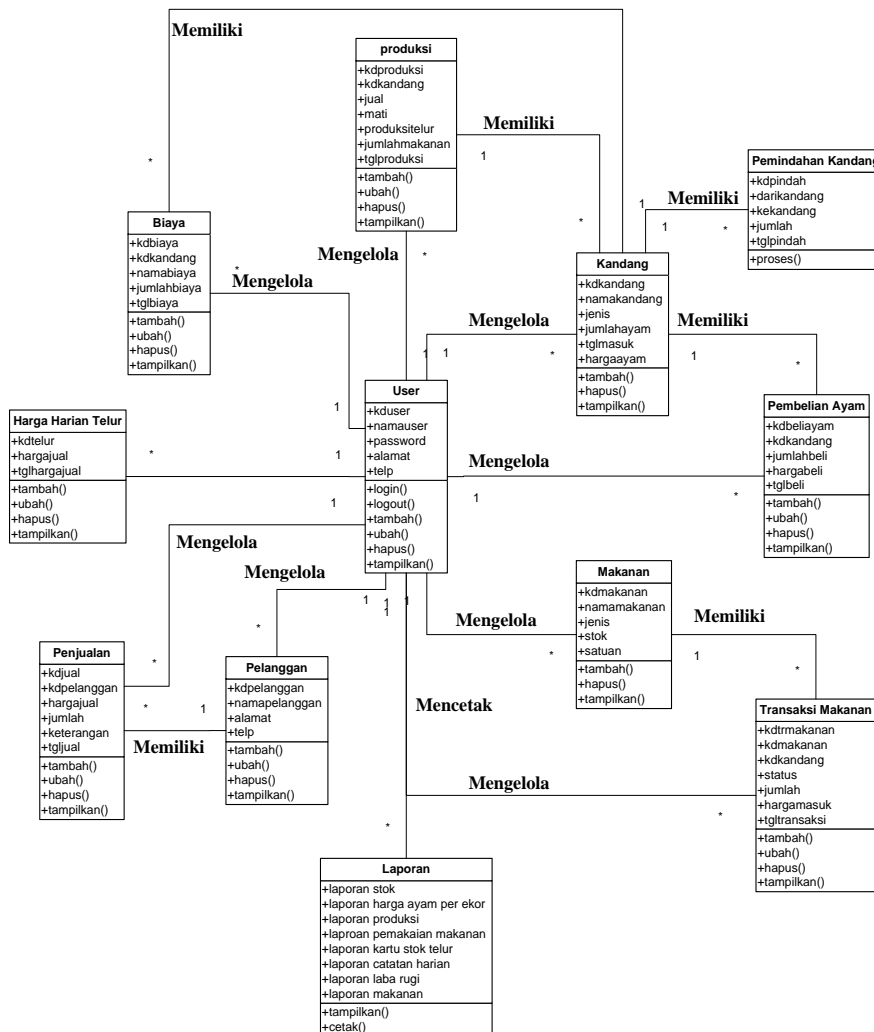 Memiliki
produksi
+kdproduksi
+kdkandang
+jual
+mati
+produksitelur
+jumlahmakanan
+tglproduksi
+tambah()
+ubah()
+hapus()
+tampilkan()
Memiliki
1
*
*
Pemindahan Kandang
+kdpindah
+darikandang
+kekandang
+jumlah
+tglpindah
+proses()
Memiliki
1
1
*
Biaya
+kdbiaya
+kdkandang
+namabiaya
+jumlahbiaya
+tglbiaya
+tambah()
+ubah()
+hapus()
+tampilkan()
*
Mengelola
1
Mengelola
*
1
Kandang
+kdkandang
+namakandang
+jenis
+jumlahayam
+tglmasuk
+hargaayam
+tambah()
+hapus()
+tampilkan()
Mengelola
1
*
Memiliki
1
*
User
+kduser
+namauser
+password
+alamat
+telp
+login()
+logout()
+tambah()
+ubah()
+hapus()
+tampilkan()
Harga Harian Telur
+kdtelur
+hargajual
+tglhargajual
+tambah()
+ubah()
+hapus()
+tampilkan()
*
1
Pembelian Ayam
+kdbeliayam
+kdkandang
+jumlahbeli
+hargabeli
+tglbeli
+tambah()
+ubah()
+hapus()
+tampilkan()
Mengelola
1
*
1
Mengelola
*
Mengelola
1
*
Makanan
+kdmakanan
+namamakanan
+jenis
+stok
+satuan
+tambah()
+hapus()
+tampilkan()
1
1
1
Mengelola
*
Memiliki
1
*
Penjualan
+kdjual
+kdpelanggan
+hargajual
+jumlah
+keterangan
+tgljual
+tambah()
+ubah()
+hapus()
+tampilkan()
*
1
Memiliki
Pelanggan
+kdpelanggan
+namapelanggan
+alamat
+telp
+tambah()
+ubah()
+hapus()
+tampilkan()
Mencetak
*
Transaksi Makanan
+kdtrmakanan
+kdmakanan
+kdkandang
+status
+jumlah
+hargamasuk
+tgltransaksi
+tambah()
+ubah()
+hapus()
+tampilkan()
Mengelola
*
Laporan
+laporan stok
+laporan harga ayam per ekor
+laporan produksi
+laproan pemakaian makanan
+laporan kartu stok telur
+laporan catatan harian
+laporan laba rugi
+laporan makanan
+tampilkan()
+cetak()